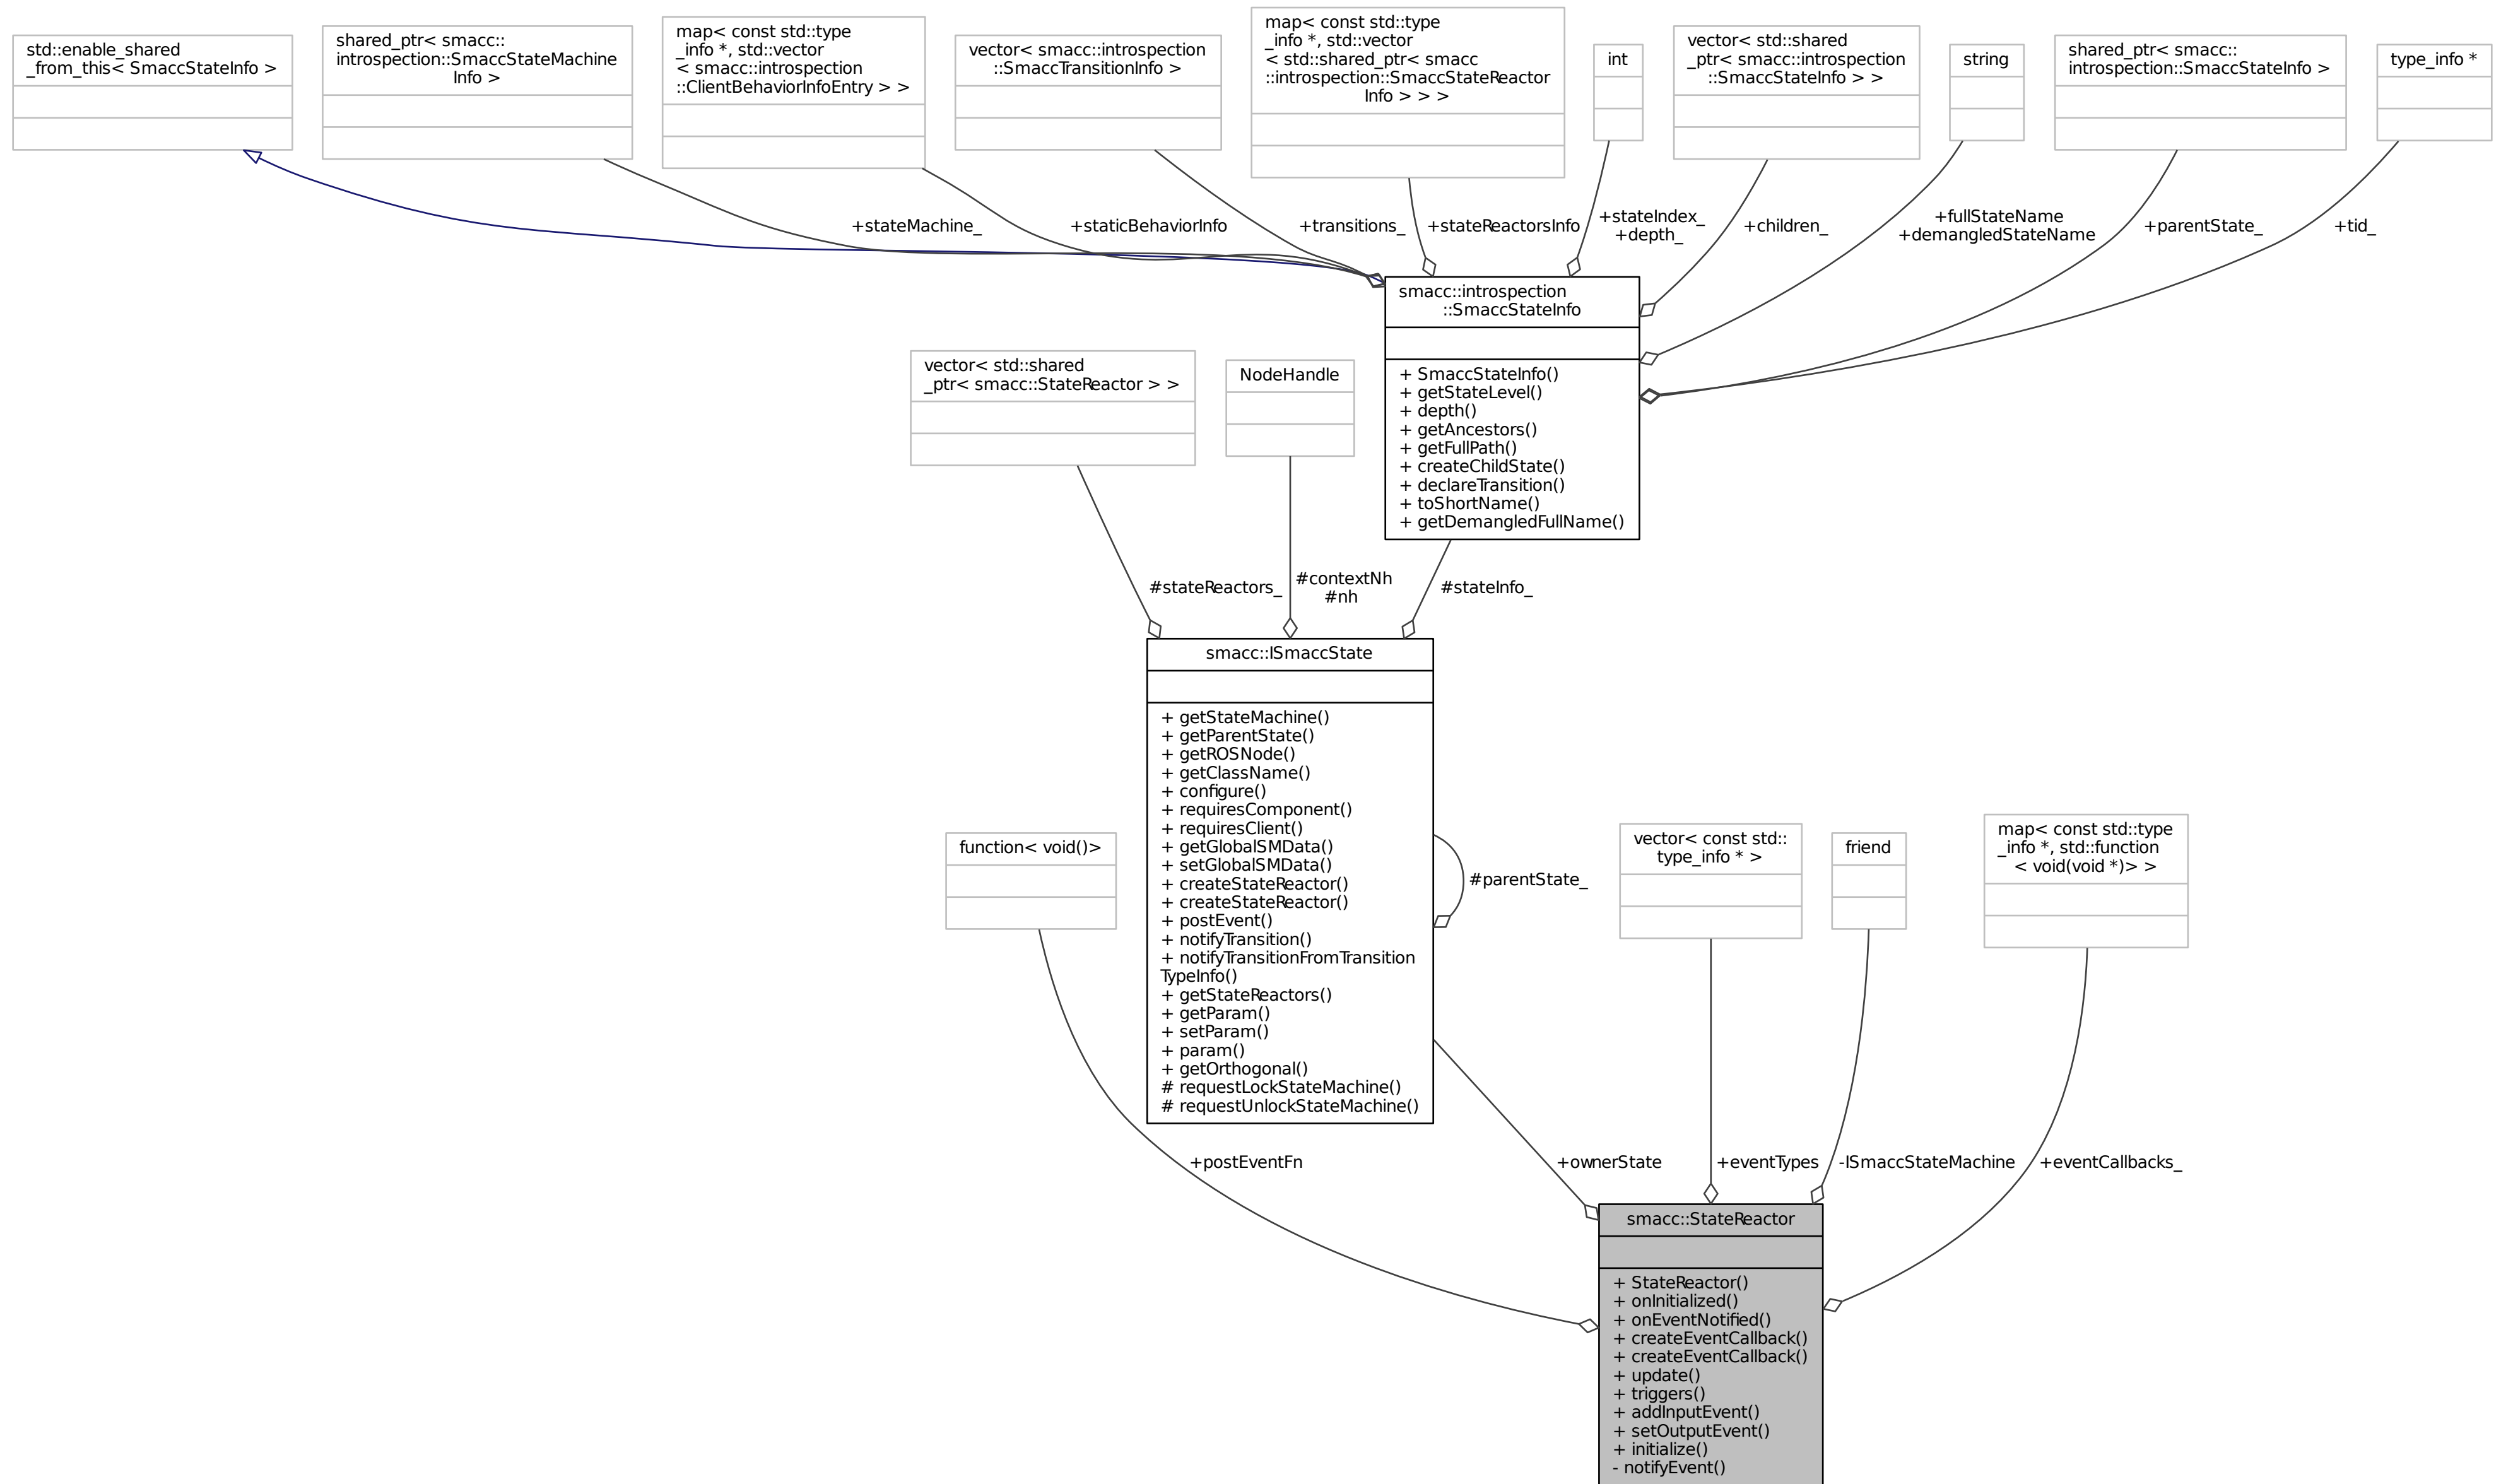 std::enable_shared
_from_this< SmaccStateInfo >
shared_ptr< smacc::
introspection::SmaccStateMachine
Info >
map< const std::type
_info *, std::vector
< smacc::introspection
::ClientBehaviorInfoEntry > >
vector< smacc::introspection
::SmaccTransitionInfo >
map< const std::type
_info *, std::vector
< std::shared_ptr< smacc
::introspection::SmaccStateReactor
Info > > >
int
vector< std::shared
_ptr< smacc::introspection
::SmaccStateInfo > >
string
shared_ptr< smacc::
introspection::SmaccStateInfo >
type_info *
+stateMachine_
+staticBehaviorInfo
+transitions_
+stateReactorsInfo
+stateIndex_
+depth_
+children_
+fullStateName
+demangledStateName
+parentState_
+tid_
smacc::introspection
::SmaccStateInfo
+ SmaccStateInfo()
+ getStateLevel()
+ depth()
+ getAncestors()
+ getFullPath()
+ createChildState()
+ declareTransition()
+ toShortName()
+ getDemangledFullName()
vector< std::shared
_ptr< smacc::StateReactor > >
NodeHandle
#stateReactors_
#contextNh
#nh
#stateInfo_
smacc::ISmaccState
+ getStateMachine()
+ getParentState()
+ getROSNode()
+ getClassName()
+ configure()
+ requiresComponent()
+ requiresClient()
+ getGlobalSMData()
+ setGlobalSMData()
+ createStateReactor()
+ createStateReactor()
+ postEvent()
+ notifyTransition()
+ notifyTransitionFromTransition
TypeInfo()
+ getStateReactors()
+ getParam()
+ setParam()
+ param()
+ getOrthogonal()
# requestLockStateMachine()
# requestUnlockStateMachine()
#parentState_
function< void()>
vector< const std::
type_info * >
friend
map< const std::type
_info *, std::function
< void(void *)> >
+postEventFn
+ownerState
+eventTypes
-ISmaccStateMachine
+eventCallbacks_
smacc::StateReactor
+ StateReactor()
+ onInitialized()
+ onEventNotified()
+ createEventCallback()
+ createEventCallback()
+ update()
+ triggers()
+ addInputEvent()
+ setOutputEvent()
+ initialize()
- notifyEvent()